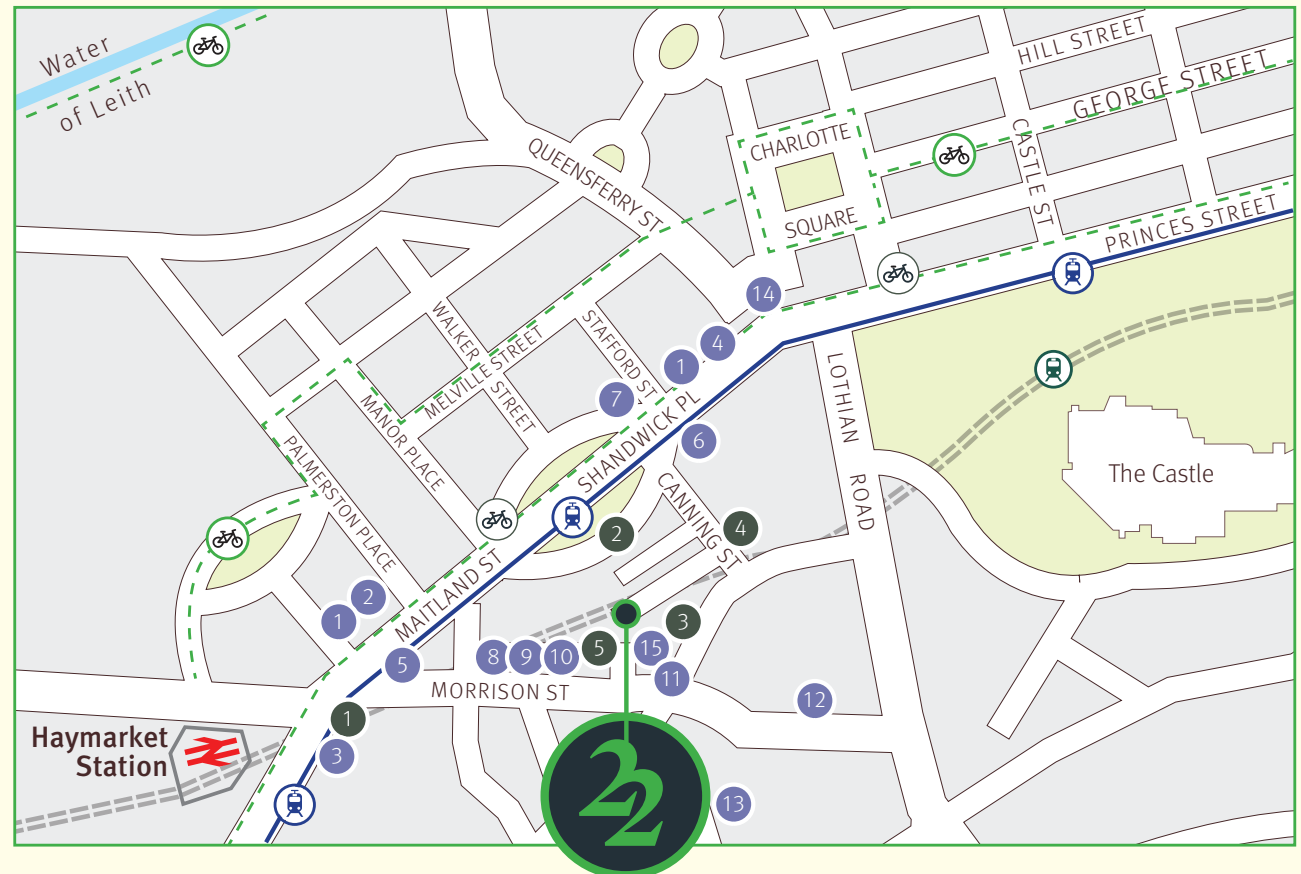 Water
of Leith
HILL STREET
GEORGE STREET
CHARLOTTE
SQUARE
CASTLE ST
PRINCES STREET
QUEENSFERRY ST
14
WALKER
STREET
STAFFORD ST
MELVILLE STREET
4
1
7
SHANDWICK PL
6
LOTHIAN
ROAD
MANOR PLACE
PALMERSTON PLACE
CANNING ST
The Castle
2
4
MAITLAND ST
2
1
3
5
8
9
10
5
15
11
12
MORRISON ST
1
3
Haymarket
Station
22
13